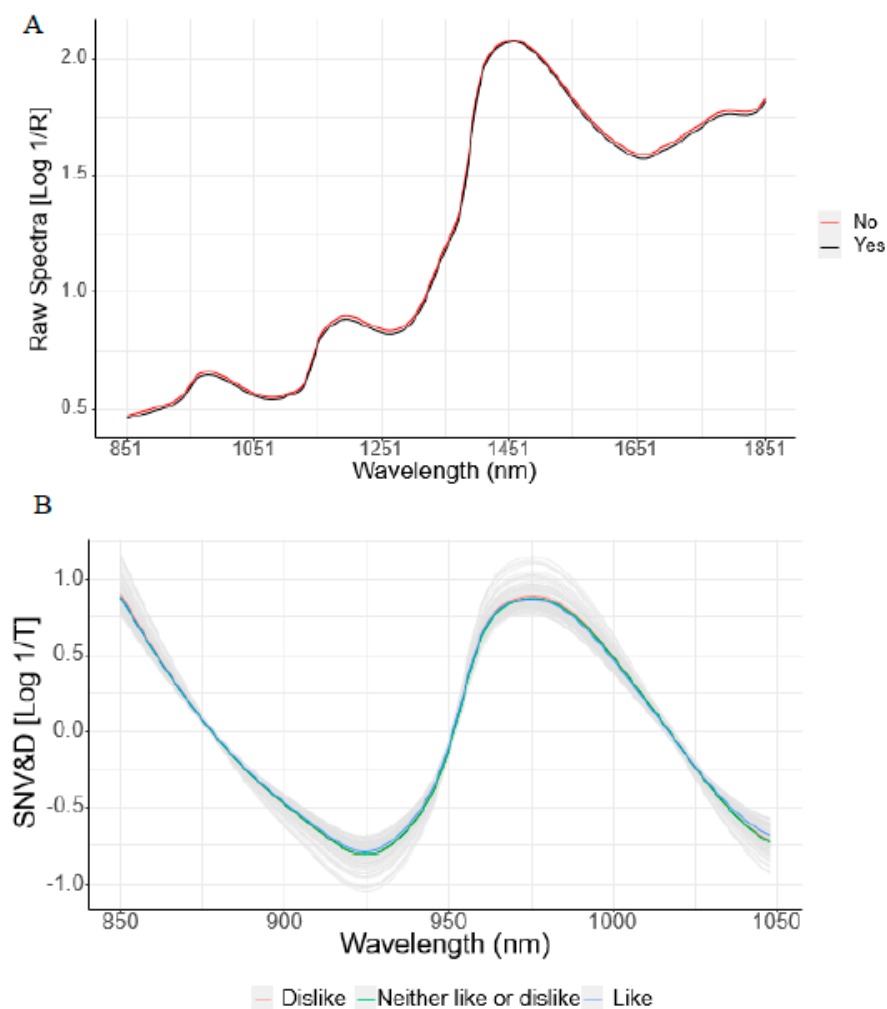 A
Raw Spectra [Log 1/R]
2.0
1.5
1.0
0.5
851 1051 1251 1451 1651 1851
Wavelength (nm)
No
Yes
B
SNV&D [Log 1/T]
1.0
0.5
0.0
-0.5
-1.0
850 900 950 1000 1050
Wavelength (nm)
Dislike Neither like or dislike Like